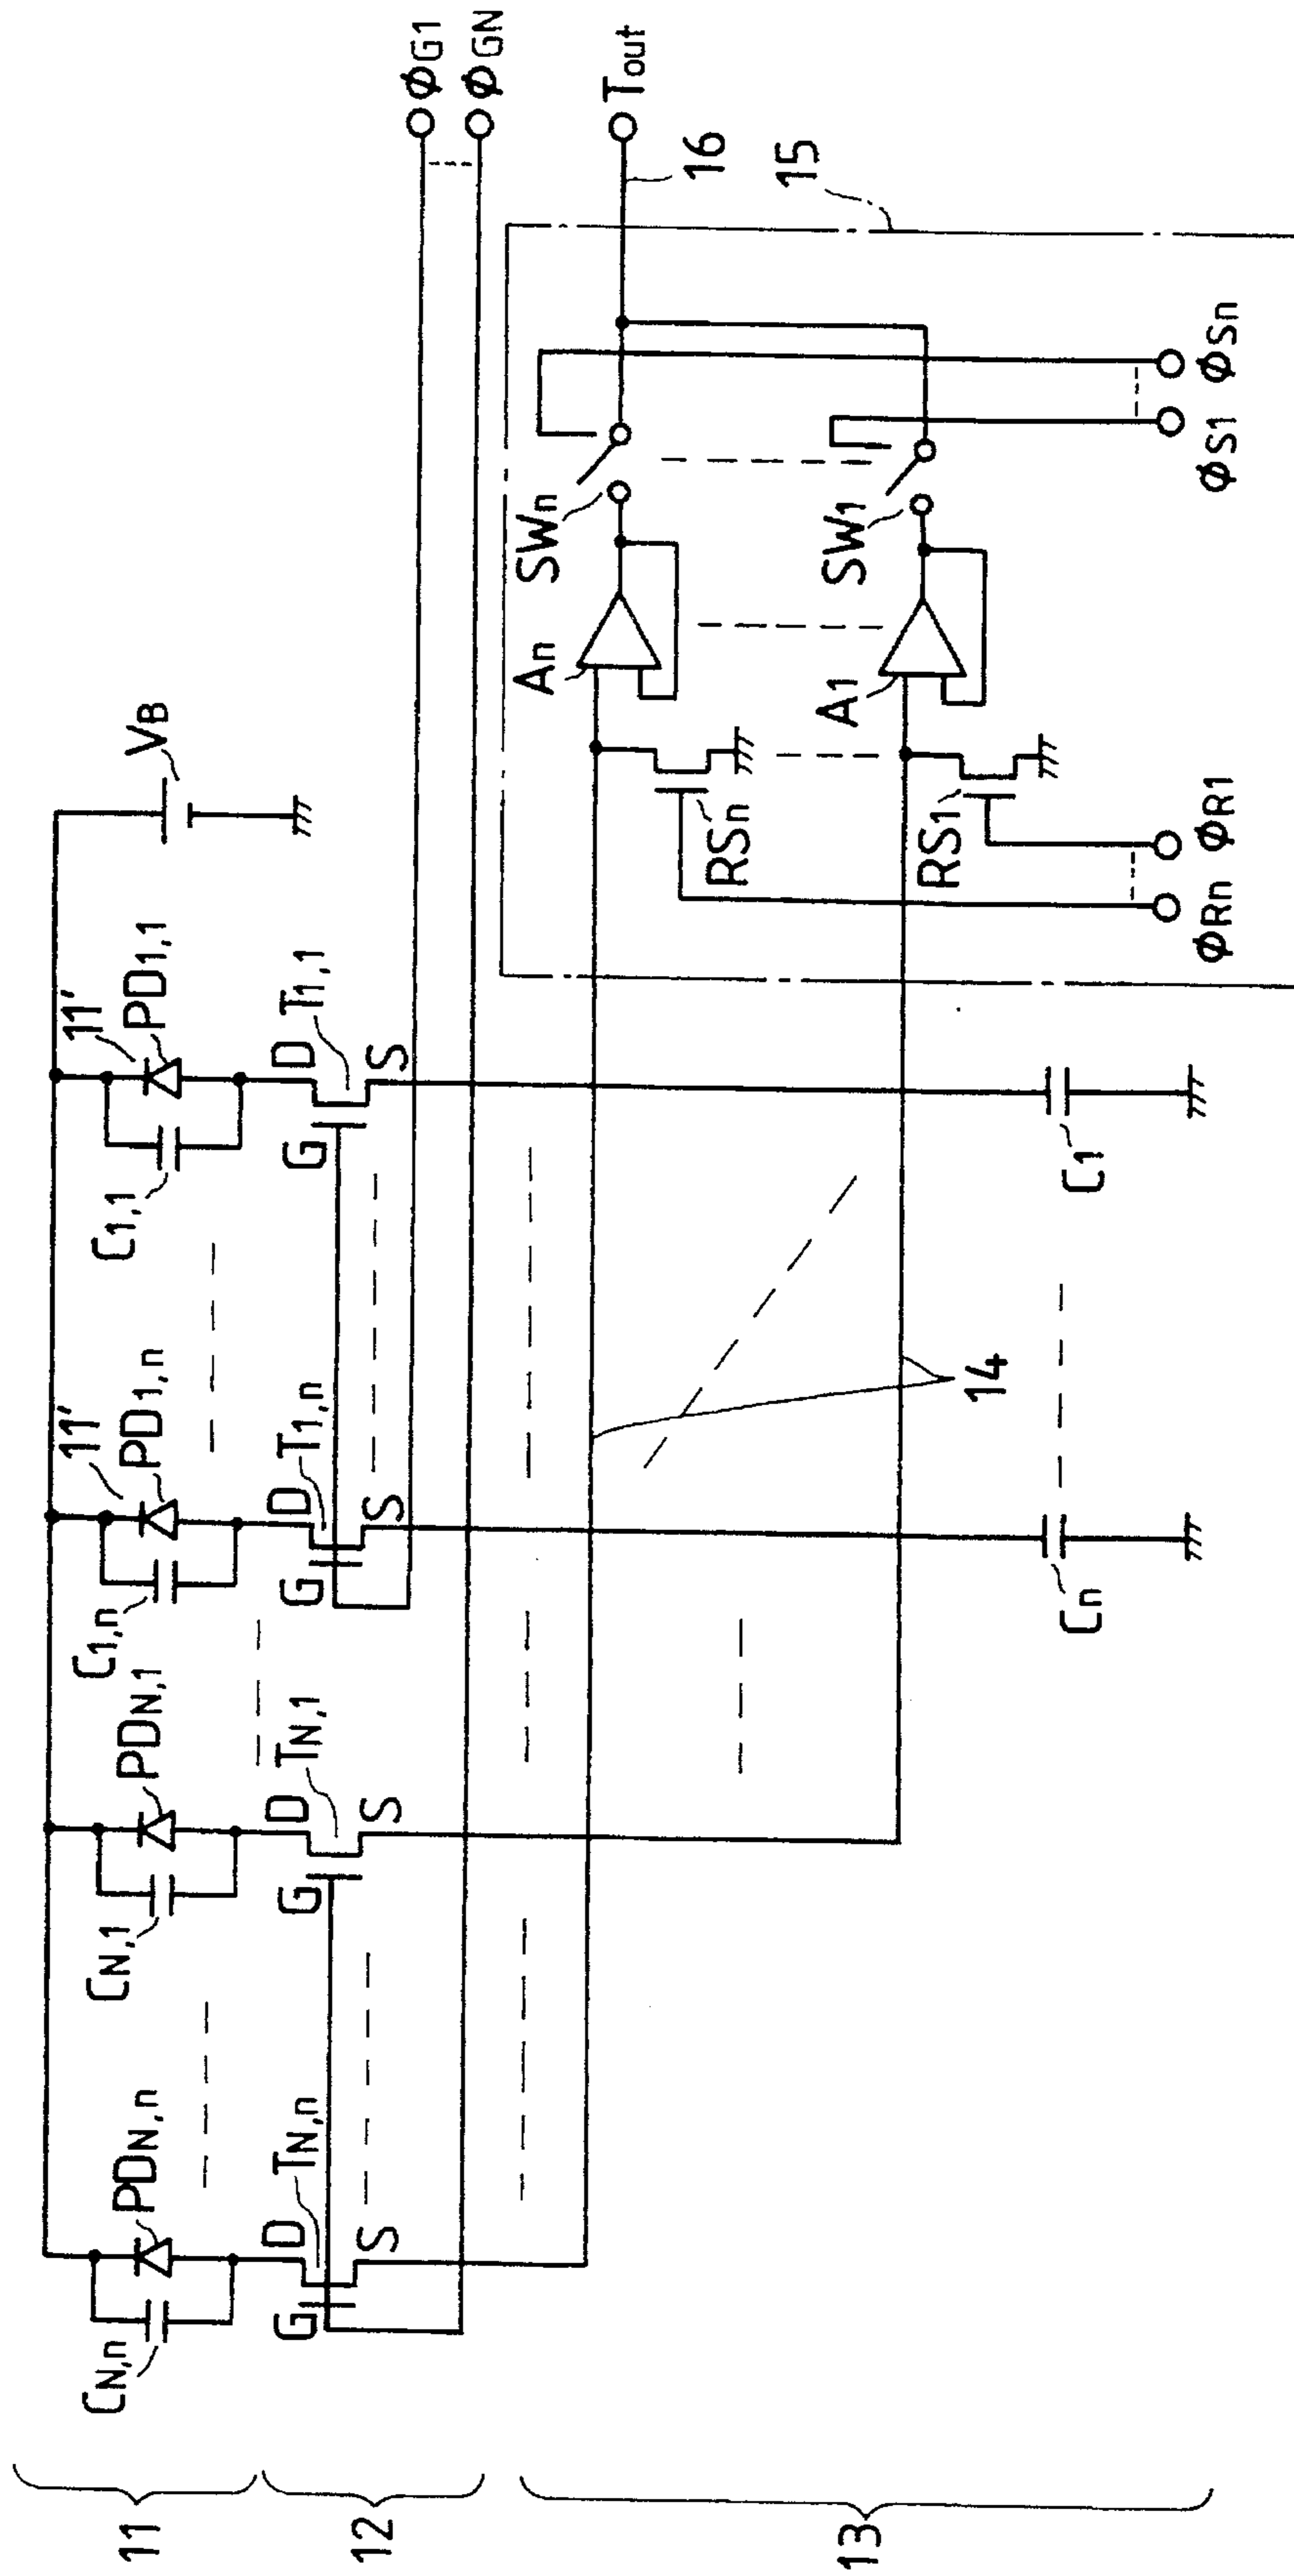 11
12
13
CN,n
PDN,n
CN,1
PDN,1
C1,n
PD1,n
11'
C1,1
PD1,1
11'
VB
G
D
S
TN,n
G
D
S
TN,1
G
D
S
T1,n
G
D
S
T1,1
ΦG1
ΦGN
Tout
16
15
14
An
SWn
RSn
A1
SW1
RS1
Cn
C1
ΦRn
ΦR1
ΦS1
ΦSn